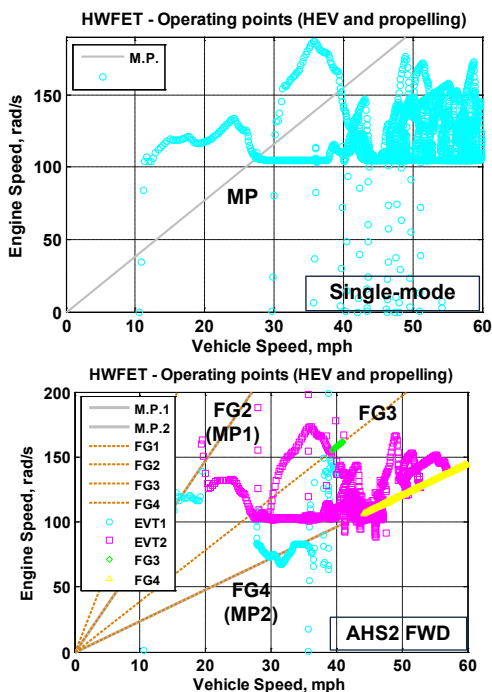 HWFET - Operating points (HEV and propelling)
M.P.
150
100
50
0
Engine Speed, rad/s
MP
Single-mode
0 10 20 30 40 50 60
Vehicle Speed, mph
HWFET - Operating points (HEV and propelling)
200
150
100
50
0
Engine Speed, rad/s
M.P.1
M.P.2
FG1
FG2
FG3
FG4
EVT1
EVT2
FG3
FG4
FG2
(MP1)
FG3
FG4
(MP2)
AHS2 FWD
0 10 20 30 40 50 60
Vehicle Speed, mph